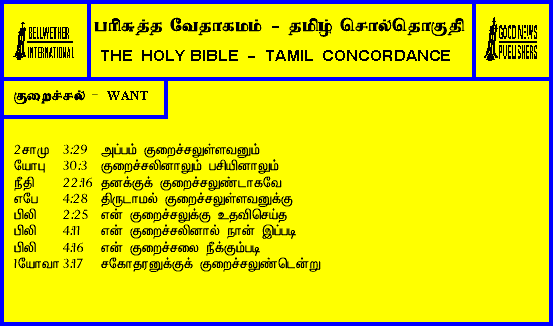 BELLWETHER
INTERNATIONAL
பரிசுத்த வேதாகமம் - தமிழ் சொல்தொகுதி
THE HOLY BIBLE - TAMIL CONCORDANCE
GOOD NEWS
PUBLISHERS
குறைச்சல் - WANT
2சாமு 3:29 அப்பம் குறைச்சலுள்ளவனும்
யோபு 30:3 குறைச்சலினாலும் பசியினாலும்
நீதி 22:16 தனக்குக் குறைச்சலுண்டாகவே
எபே 4:28 திருடாமல் குறைச்சலுள்ளவனுக்கு
பிலி 2:25 என் குறைச்சலுக்கு உதவிசெய்த
பிலி 4:11 என் குறைச்சலினால் நான் இப்படி
பிலி 4:16 என் குறைச்சலை நீக்கும்படி
1யோவா 3:17 சகோதரனுக்குக் குறைச்சலுண்டென்று